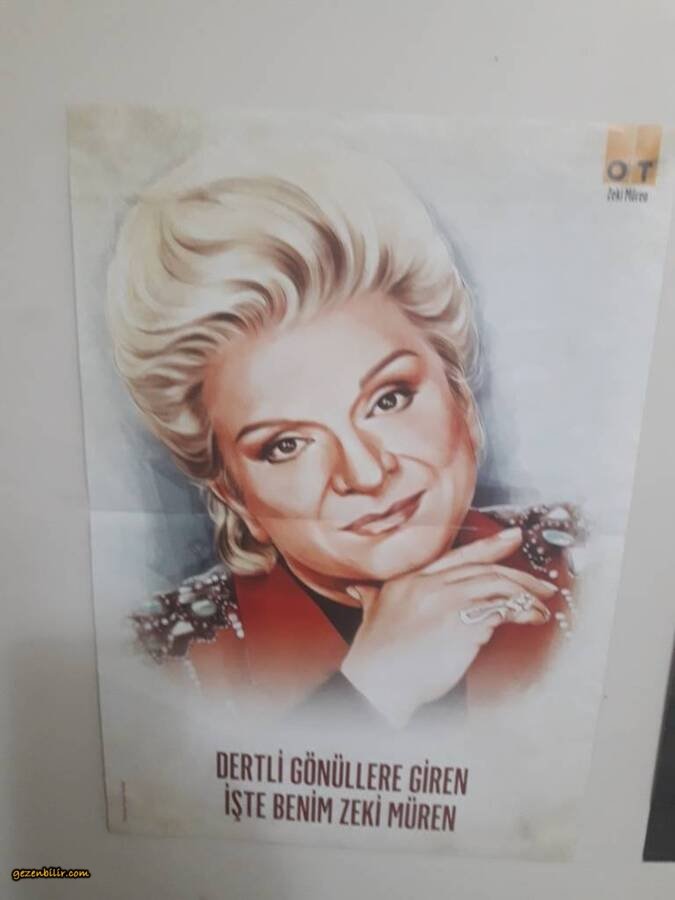 OT
Zeki Müren
DERTLİ GÖNÜLLERE GİREN
İŞTE BENİM ZEKİ MÜREN
gezenbilir.com